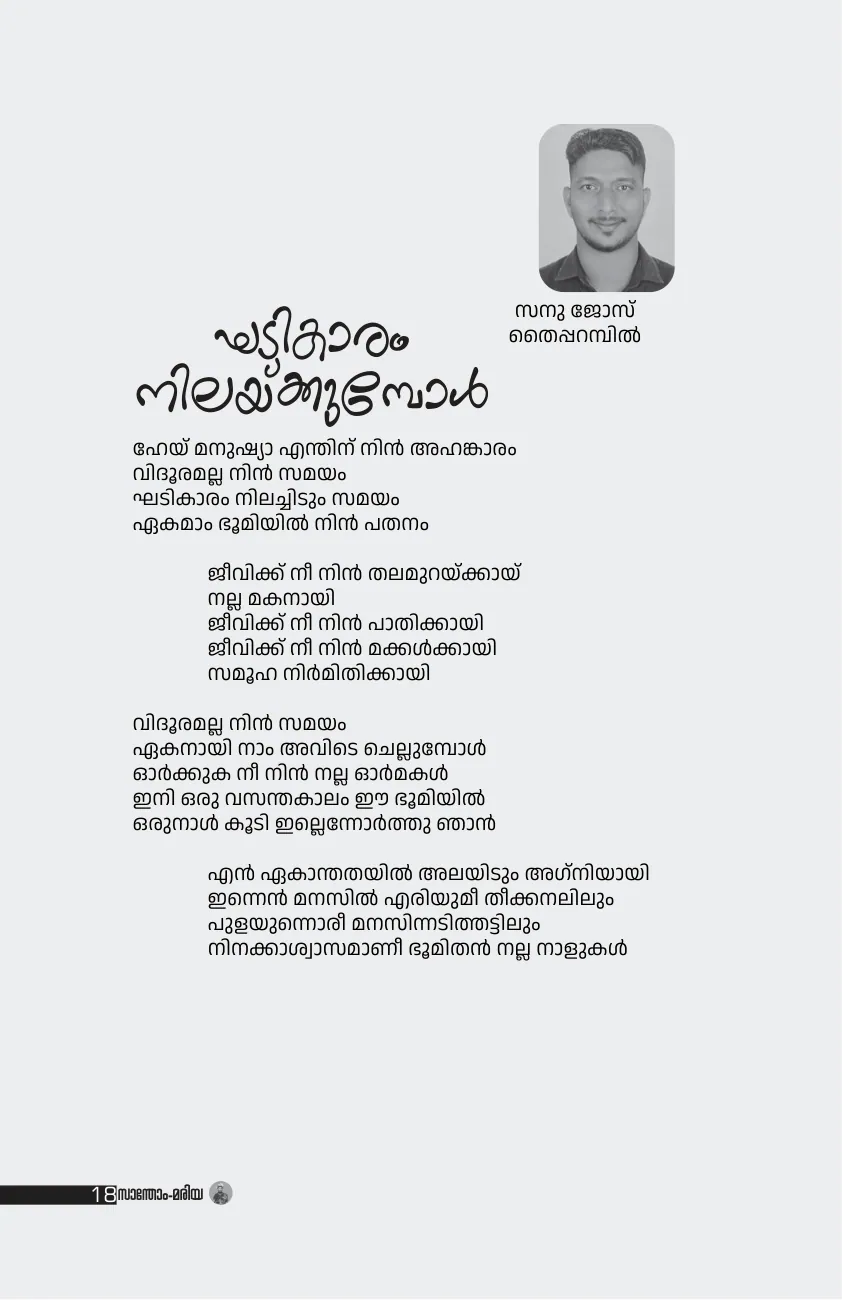 സനു ജോസ്
തൈപ്പറമ്പിൽ
ഘടികാരം
നിലയ്ക്കുമ്പോൾ
ഹേയ് മനുഷ്യാ എന്തിന് നിൻ അഹങ്കാരം
വിദൂരമല്ല നിൻ സമയം
ഘടികാരം നിലച്ചിടും സമയം
ഏകമാം ഭൂമിയിൽ നിൻ പതനം
ജീവിക്ക് നീ നിൻ തലമുറയ്ക്കായ്
നല്ല മകനായി
ജീവിക്ക് നീ നിൻ പാതിക്കായി
ജീവിക്ക് നീ നിൻ മക്കൾക്കായി
സമൂഹ നിർമിതിക്കായി
വിദൂരമല്ല നിൻ സമയം
ഏകനായി നാം അവിടെ ചെല്ലുമ്പോൾ
ഓർക്കുക നീ നിൻ നല്ല ഓർമകൾ
ഇനി ഒരു വസന്തകാലം ഈ ഭൂമിയിൽ
ഒരുനാൾ കൂടി ഇല്ലെന്നോർത്തു ഞാൻ
എൻ ഏകാന്തതയിൽ അലയിടും അഗ്നിയായി
ഇന്നെൻ മനസിൽ എരിയുമീ തീക്കനലിലും
പുളയുന്നൊരീ മനസിന്നടിത്തട്ടിലും
നിനക്കാശ്വാസമാണീ ഭൂമിതൻ നല്ല നാളുകൾ
18 സാന്തോം-മരിയ